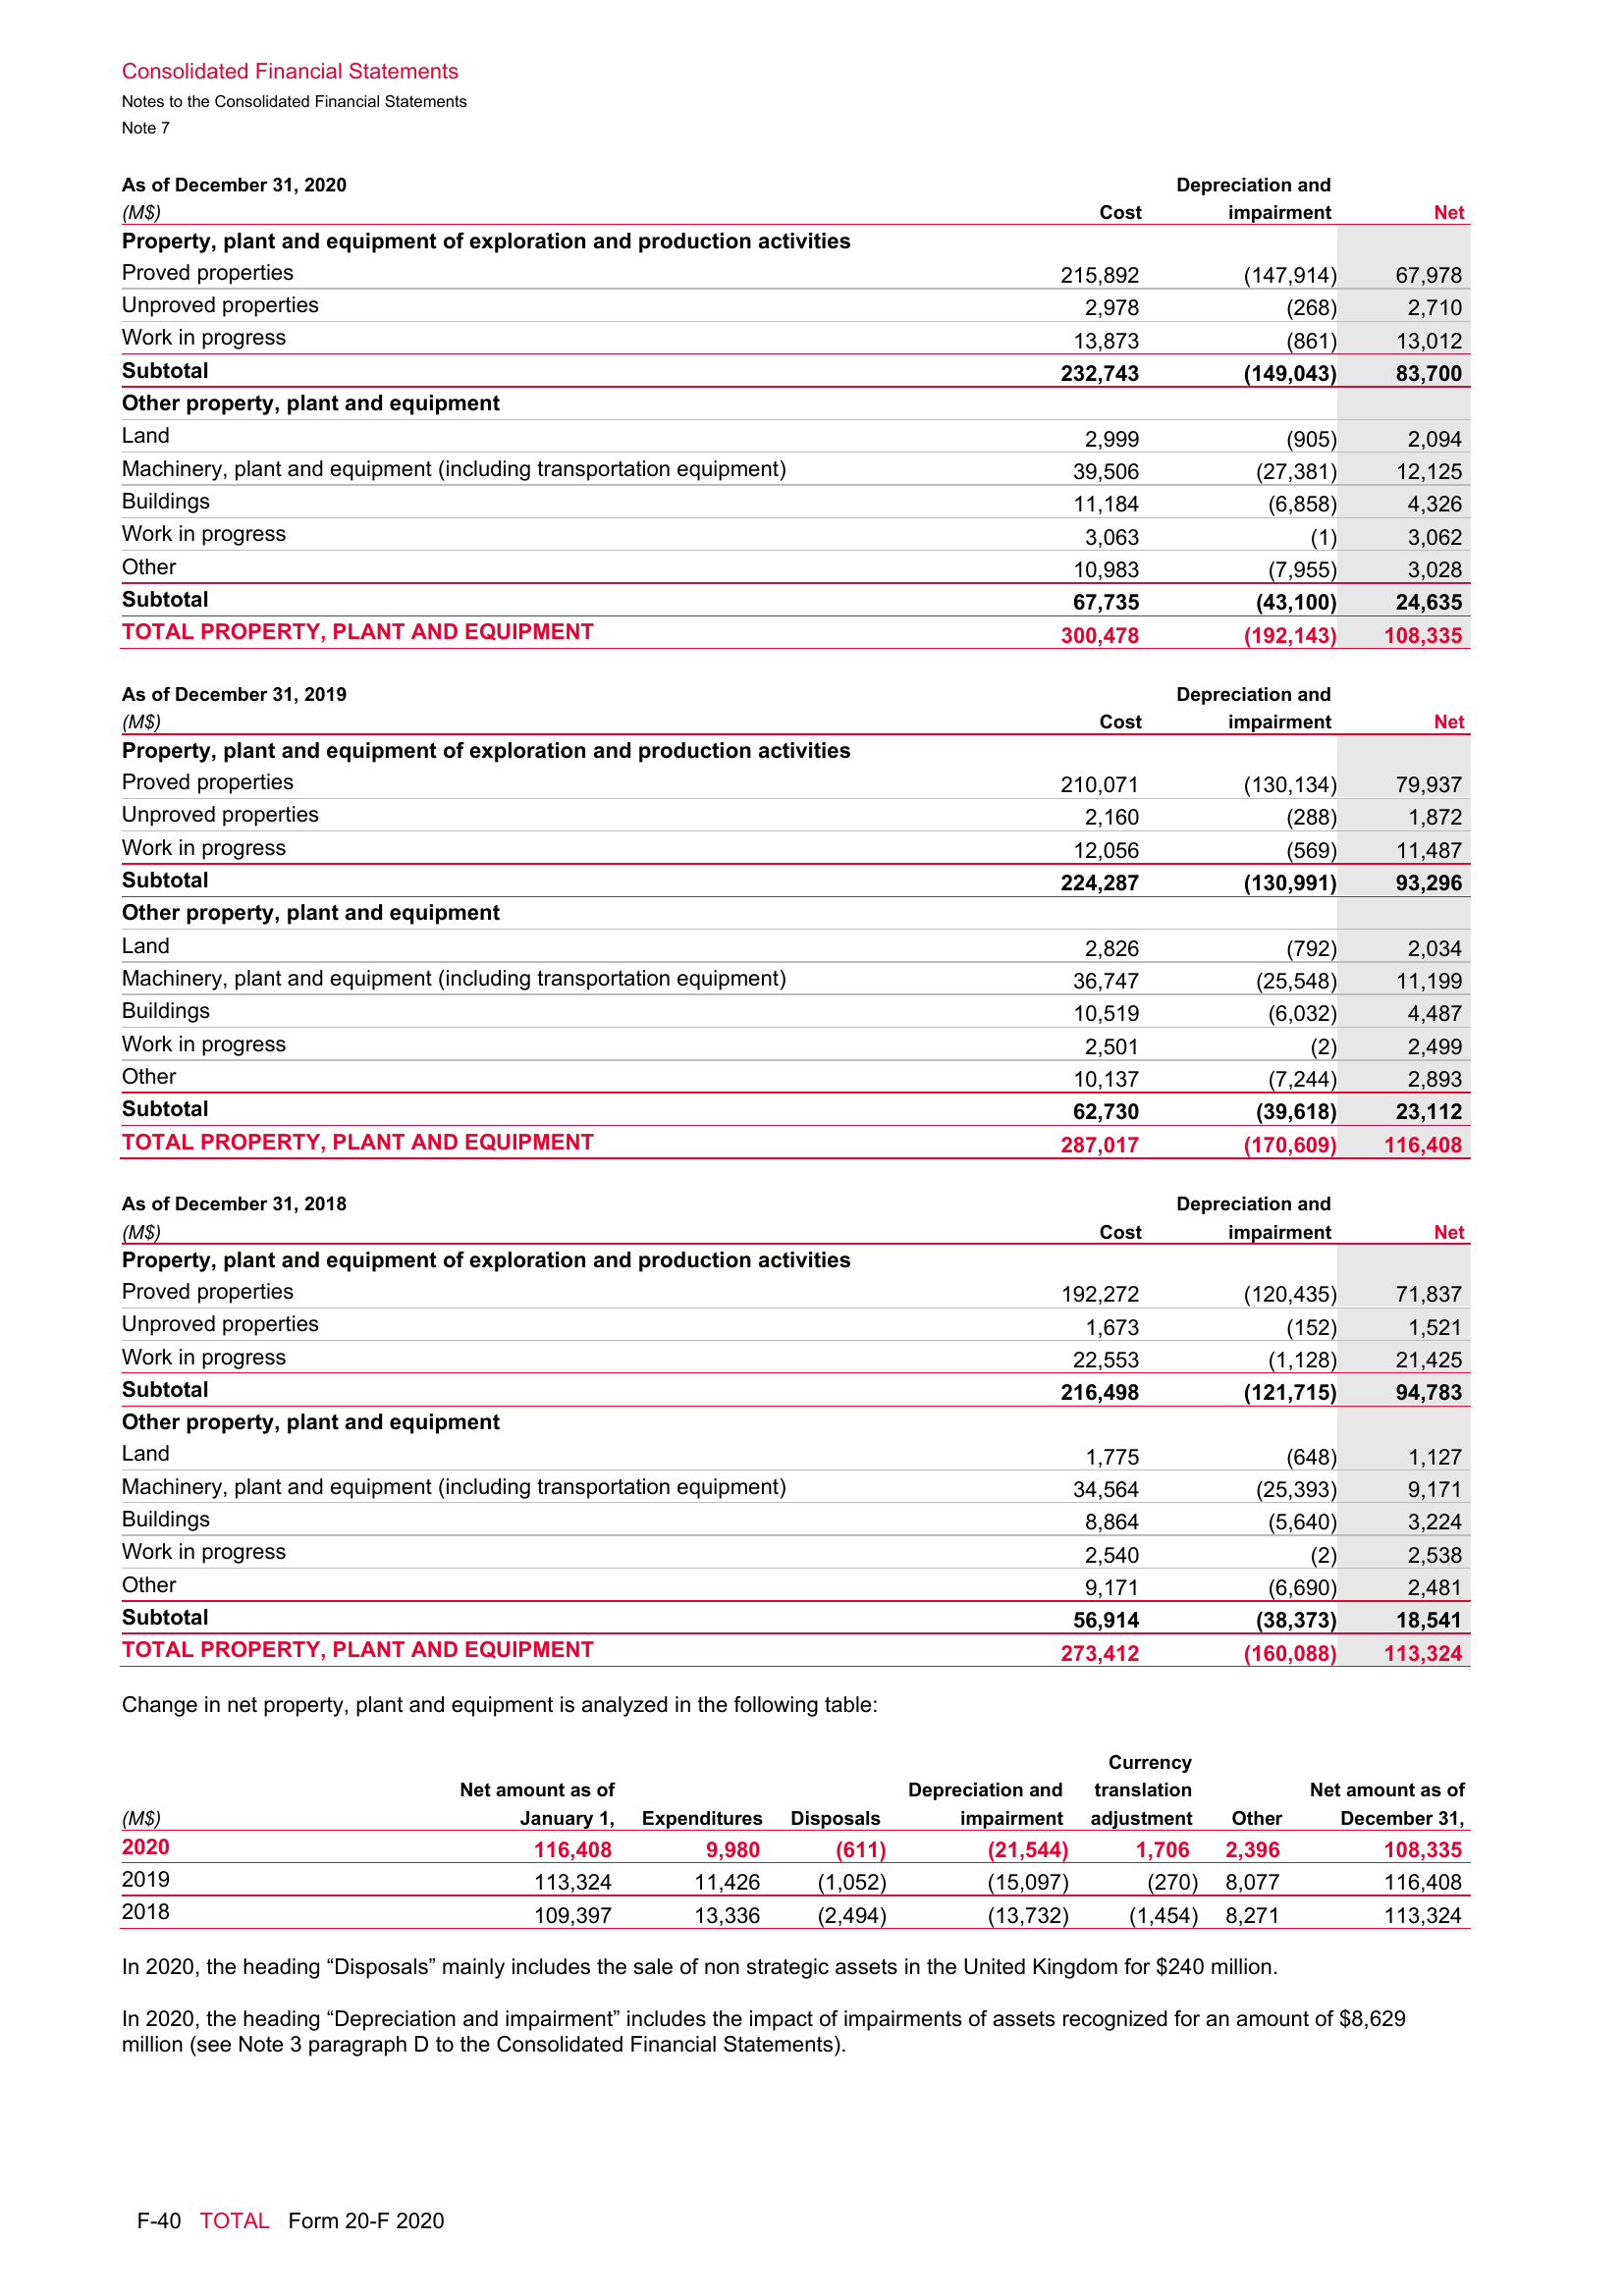 Consolidated Financial Statements
Notes to the Consolidated Financial Statements
Note 7
As of December 31, 2020 Depreciation and
(M$) Cost impairment Net
Property, plant and equipment of exploration and production activities
Proved properties 215,892 (147,914) 67,978
Unproved properties 2,978 (268) 2,710
Work in progress 13,873 (861) 13,012
Subtotal 232,743 (149,043) 83,700
Other property, plant and equipment
Land 2,999 (905) 2,094
Machinery, plant and equipment (including transportation equipment) 39,506 (27,381) 12,125
Buildings 11,184 (6,858) 4,326
Work in progress 3,063 (1) 3,062
Other 10,983 (7,955) 3,028
Subtotal 67,735 (43,100) 24,635
TOTAL PROPERTY, PLANT AND EQUIPMENT 300,478 (192,143) 108,335
As of December 31, 2019 Depreciation and
(M$) Cost impairment Net
Property, plant and equipment of exploration and production activities
Proved properties 210,071 (130,134) 79,937
Unproved properties 2,160 (288) 1,872
Work in progress 12,056 (569) 11,487
Subtotal 224,287 (130,991) 93,296
Other property, plant and equipment
Land 2,826 (792) 2,034
Machinery, plant and equipment (including transportation equipment) 36,747 (25,548) 11,199
Buildings 10,519 (6,032) 4,487
Work in progress 2,501 (2) 2,499
Other 10,137 (7,244) 2,893
Subtotal 62,730 (39,618) 23,112
TOTAL PROPERTY, PLANT AND EQUIPMENT 287,017 (170,609) 116,408
As of December 31, 2018 Depreciation and
(M$) Cost impairment Net
Property, plant and equipment of exploration and production activities
Proved properties 192,272 (120,435) 71,837
Unproved properties 1,673 (152) 1,521
Work in progress 22,553 (1,128) 21,425
Subtotal 216,498 (121,715) 94,783
Other property, plant and equipment
Land 1,775 (648) 1,127
Machinery, plant and equipment (including transportation equipment) 34,564 (25,393) 9,171
Buildings 8,864 (5,640) 3,224
Work in progress 2,540 (2) 2,538
Other 9,171 (6,690) 2,481
Subtotal 56,914 (38,373) 18,541
TOTAL PROPERTY, PLANT AND EQUIPMENT 273,412 (160,088) 113,324
Change in net property, plant and equipment is analyzed in the following table:
Currency
Net amount as of Depreciation and translation Net amount as of
(M$) January 1, Expenditures Disposals impairment adjustment Other December 31,
2020 116,408 9,980 (611) (21,544) 1,706 2,396 108,335
2019 113,324 11,426 (1,052) (15,097) (270) 8,077 116,408
2018 109,397 13,336 (2,494) (13,732) (1,454) 8,271 113,324
In 2020, the heading “Disposals” mainly includes the sale of non strategic assets in the United Kingdom for $240 million.
In 2020, the heading “Depreciation and impairment” includes the impact of impairments of assets recognized for an amount of $8,629
million (see Note 3 paragraph D to the Consolidated Financial Statements).
F-40 TOTAL Form 20-F 2020